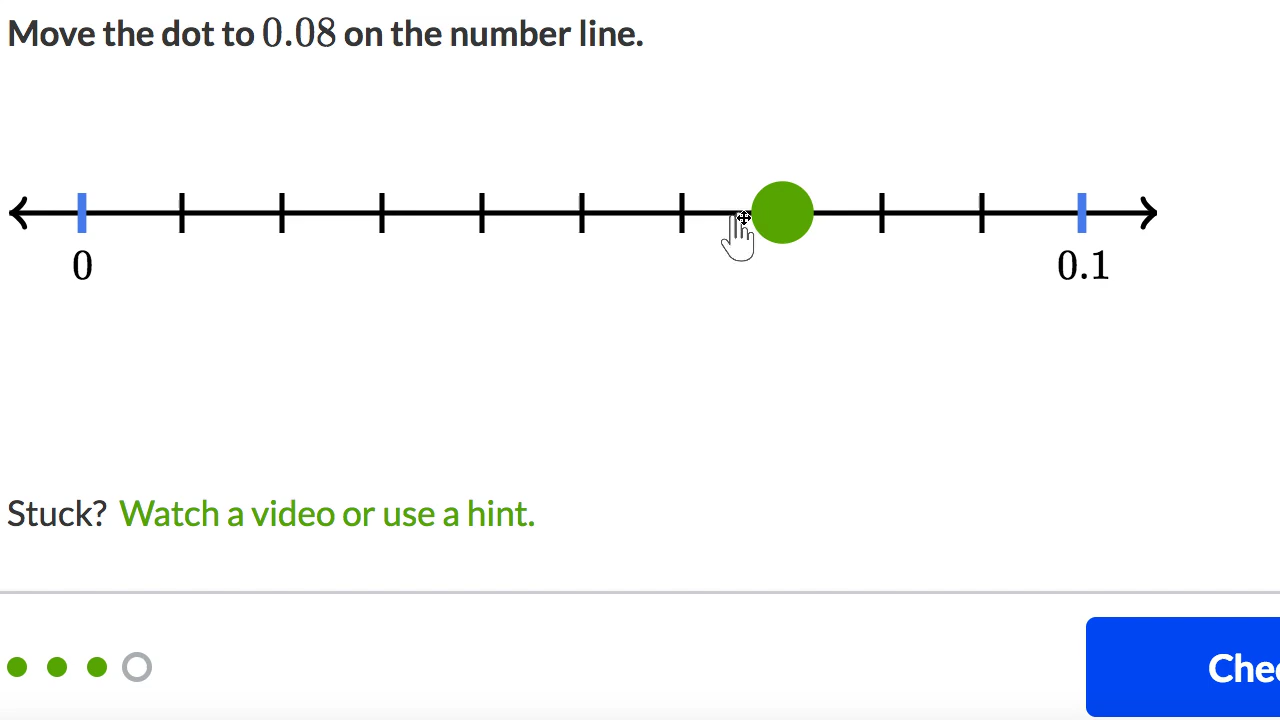 Move the dot to 0.08 on the number line.
0 0.1
Stuck? Watch a video or use a hint.
Chec